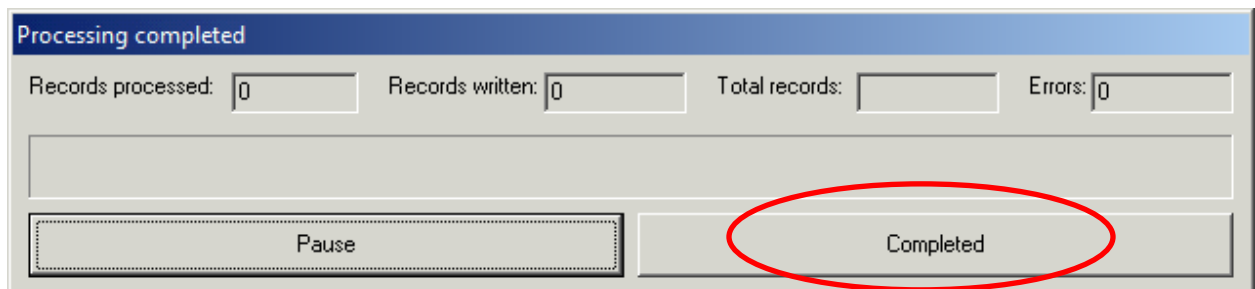 Processing completed
Records processed: 0 Records written: 0 Total records: Errors: 0
Pause Completed